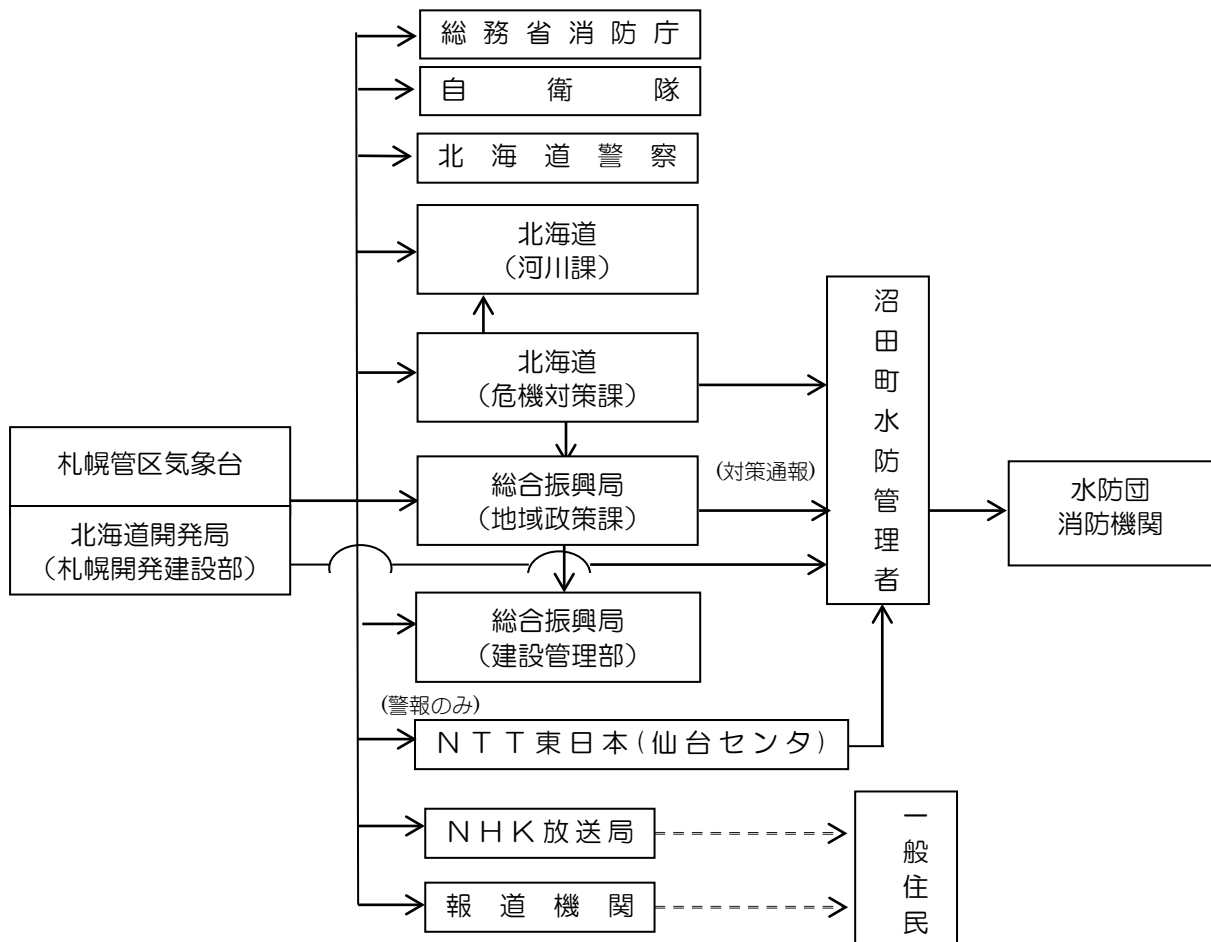 総務省消防庁
自衛隊
北海道警察
北海道
（河川課）
北海道
（危機対策課）
札幌管区気象台
北海道開発局
（札幌開発建設部）
総合振興局
（地域政策課）
(対策通報)
沼田町水防管理者
水防団
消防機関
総合振興局
（建設管理部）
(警報のみ)
ＮＴＴ東日本(仙台センタ)
ＮＨＫ放送局
報道機関
一般住民